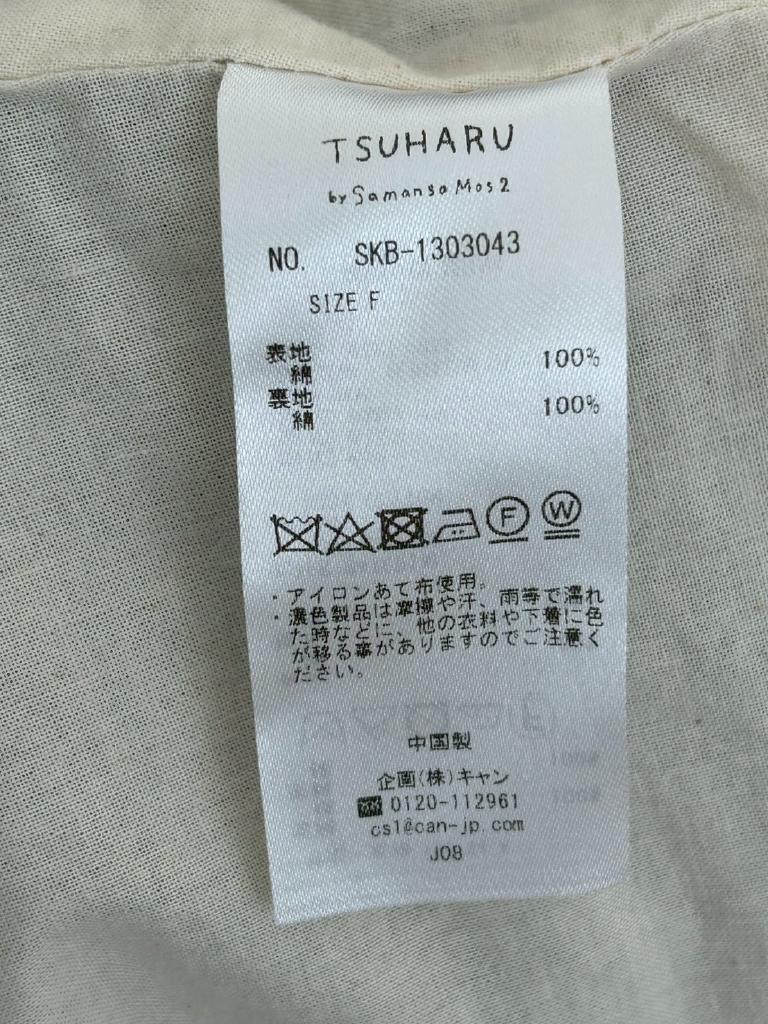 TSUHARU
by Samansa Mos2
NO. SKB-1303043
SIZE F
表地
綿 100%
裏地
綿 100%
F W
・アイロンあて布使用。
・濃色製品は摩擦や汗、雨等で濡れ
た時などに、他の衣料や下着に色
が移る事がありますのでご注意く
ださい。
中国製
企画(株)キャン
0120-112961
cs1@can-jp.com
J08